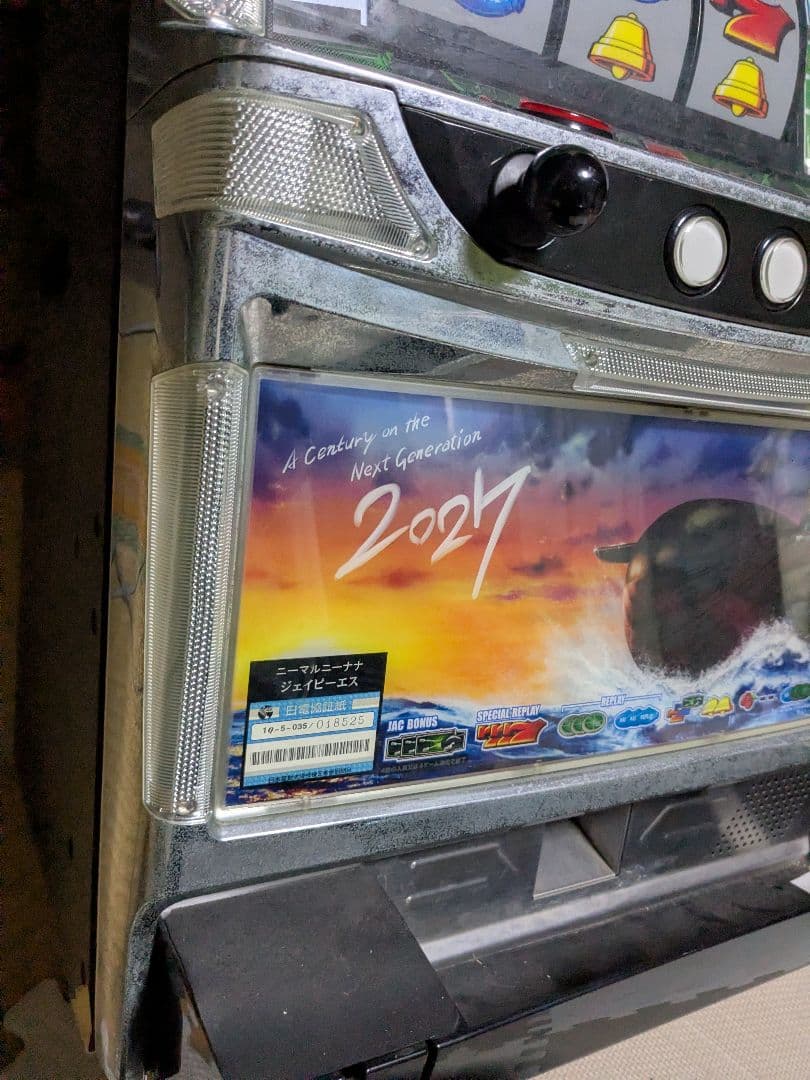 A Century on the
Next Generation
2027
ニーマルニーナナ
ジェイピーエス
日電協証紙
10-5-035/018525
JAC BONUS
SPECIAL REPLAY
REPLAY